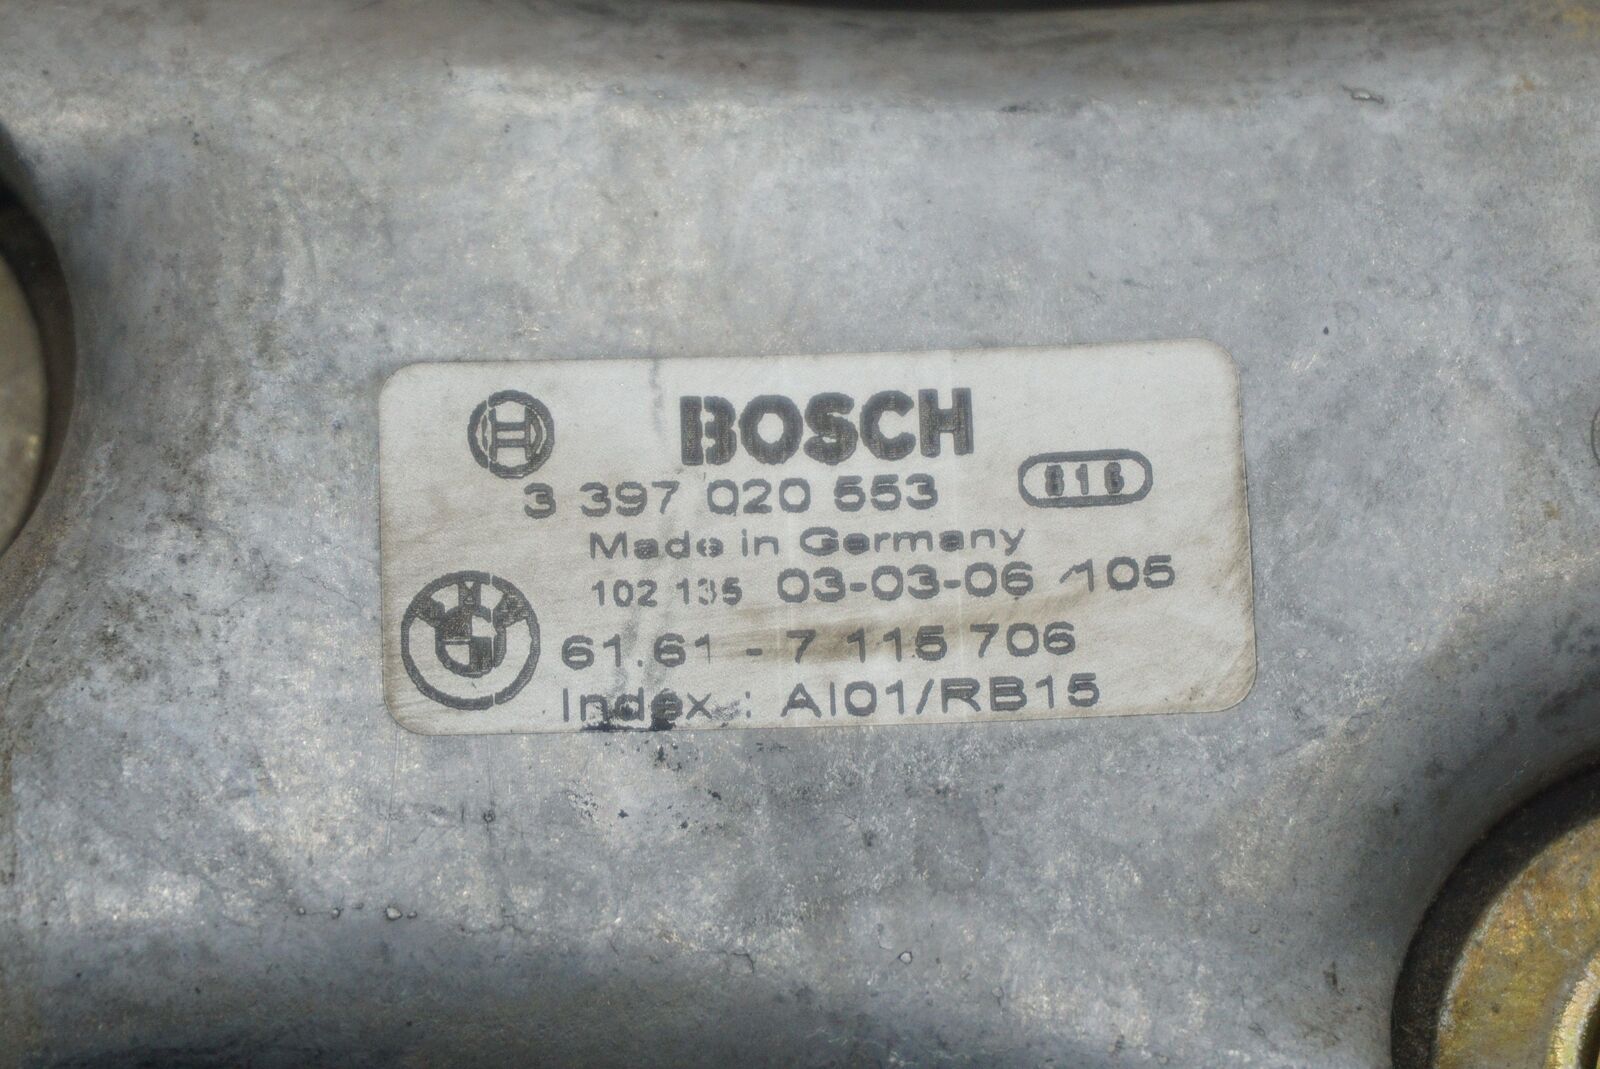 BOSCH
3 397 020 553 816
Made in Germany
102 135 03-03-06 105
61.61 - 7 115 706
Index : AI01/RB15